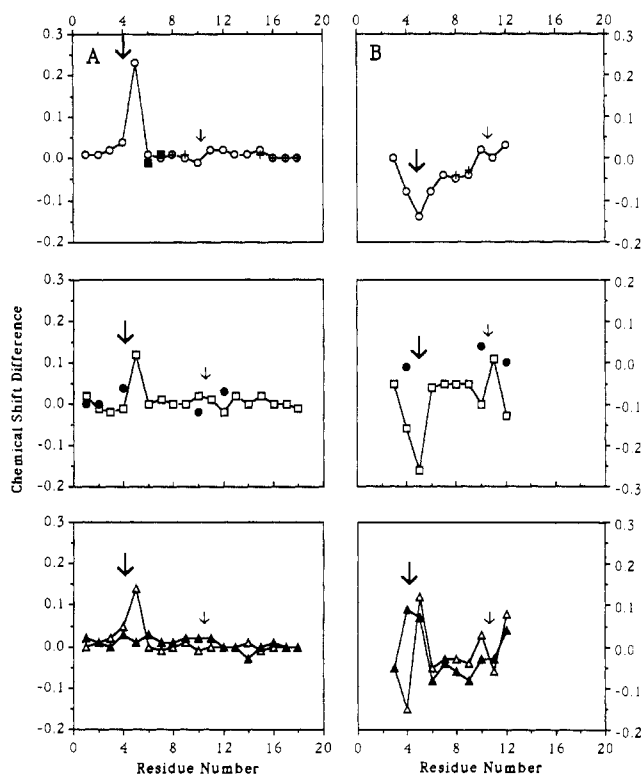 0 4 8 12 16 20
0 4 8 12 16 20
0.3 A B 0.3
0.2 0.2
0.1 0.1
0.0 0.0
-0.1 -0.1
-0.2 -0.2
0.3 0.2
0.2 0.1
0.1 0.0
0.0 -0.1
-0.1 -0.2
-0.2 -0.3
Chemical Shift Difference
0.3 0.3
0.2 0.2
0.1 0.1
0.0 0.0
-0.1 -0.1
-0.2 -0.2
0 4 8 12 16 20
0 4 8 12 16 20
Residue Number
Residue Number